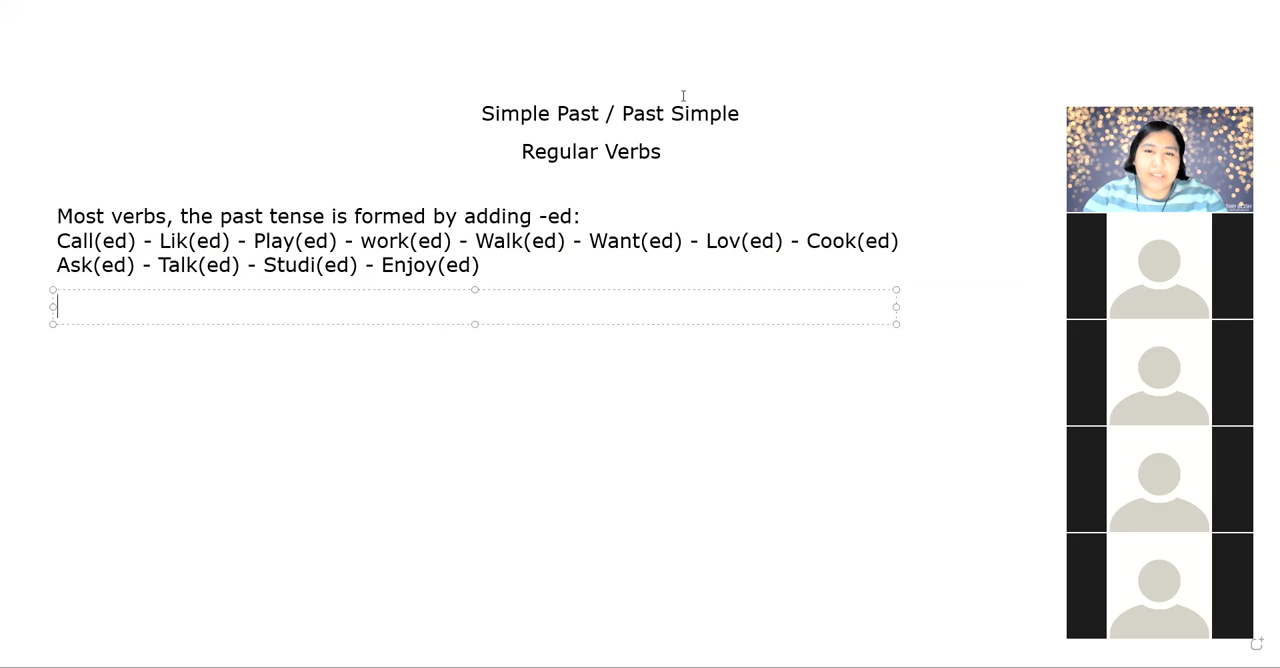 Simple Past / Past Simple
Regular Verbs
Most verbs, the past tense is formed by adding -ed:
Call(ed) - Lik(ed) - Play(ed) - work(ed) - Walk(ed) - Want(ed) - Lov(ed) - Cook(ed)
Ask(ed) - Talk(ed) - Studi(ed) - Enjoy(ed)